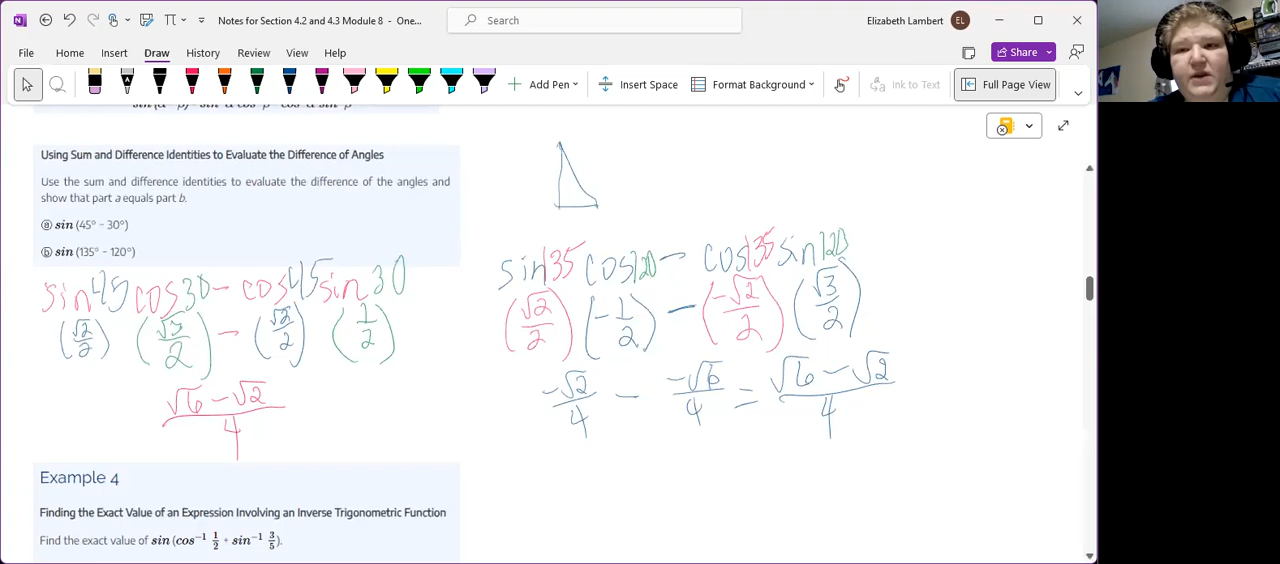 Notes for Section 4.2 and 4.3 Module 8 - One...
Search
Elizabeth Lambert EL
File Home Insert Draw History Review View Help
Share
Add Pen
Insert Space
Format Background
Ink to Text
Full Page View
Using Sum and Difference Identities to Evaluate the Difference of Angles
Use the sum and difference identities to evaluate the difference of the angles and
show that part a equals part b.
ⓐ sin (45° − 30°)
ⓑ sin (135° − 120°)
sin45 cos30 − cos45 sin30
(√2/2) (√3/2) − (√2/2) (1/2)
√6 − √2
4
sin135 cos120 − cos135 sin120
(√2/2) (−1/2) − (−√2/2) (√3/2)
−√2/4 − −√6/4 = √6 − √2/4
Example 4
Finding the Exact Value of an Expression Involving an Inverse Trigonometric Function
Find the exact value of sin (cos⁻¹ 1/2 + sin⁻¹ 3/5).